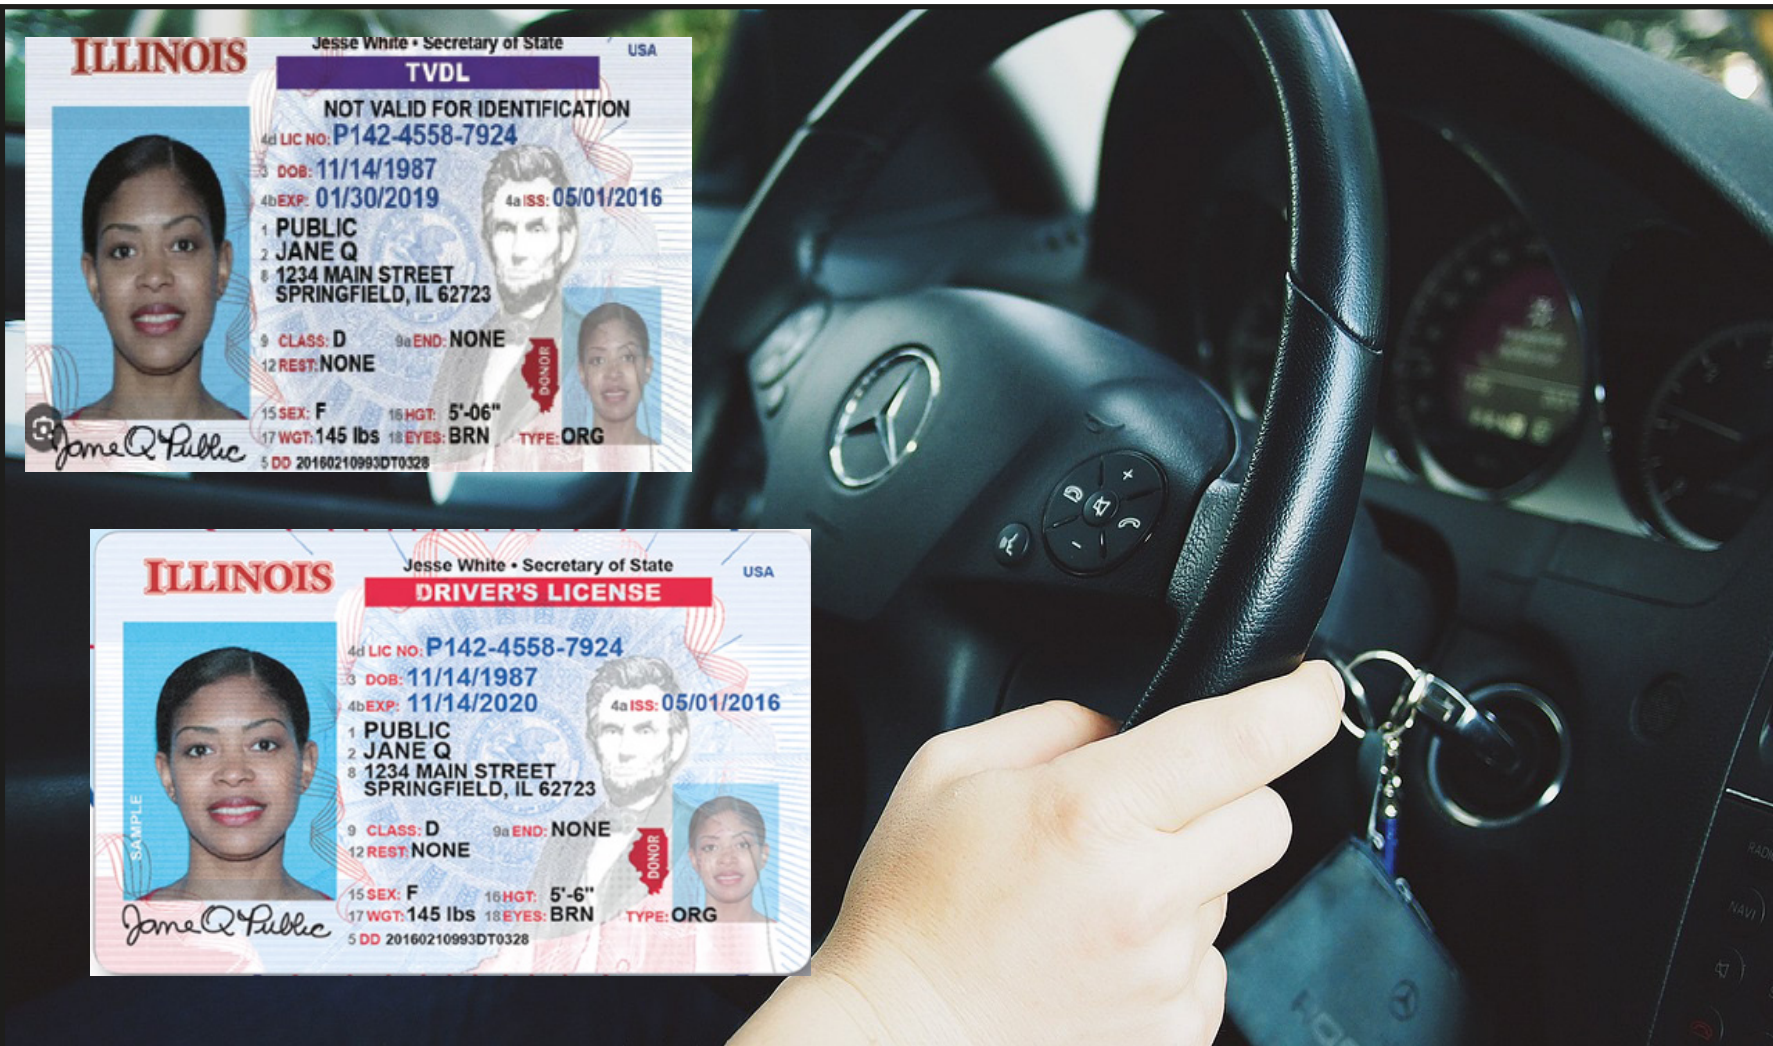 ILLINOIS
Jesse White • Secretary of State
USA
TVDL
NOT VALID FOR IDENTIFICATION
4d LIC NO: P142-4558-7924
3 DOB: 11/14/1987
4b EXP: 01/30/2019 4a ISS: 05/01/2016
1 PUBLIC
2 JANE Q
8 1234 MAIN STREET
SPRINGFIELD, IL 62723
9 CLASS: D 9a END: NONE
12 REST: NONE
DONOR
15 SEX: F 16 HGT: 5'-06"
17 WGT: 145 lbs 18 EYES: BRN TYPE: ORG
5 DD 20160210993DT0328
Jane Q Public
ILLINOIS
Jesse White • Secretary of State
USA
DRIVER'S LICENSE
4d LIC NO: P142-4558-7924
3 DOB: 11/14/1987
4b EXP: 11/14/2020 4a ISS: 05/01/2016
1 PUBLIC
2 JANE Q
8 1234 MAIN STREET
SPRINGFIELD, IL 62723
9 CLASS: D 9a END: NONE
12 REST: NONE
DONOR
SAMPLE
15 SEX: F 16 HGT: 5'-6"
17 WGT: 145 lbs 18 EYES: BRN TYPE: ORG
5 DD 20160210993DT0328
Jane Q Public
NAVI